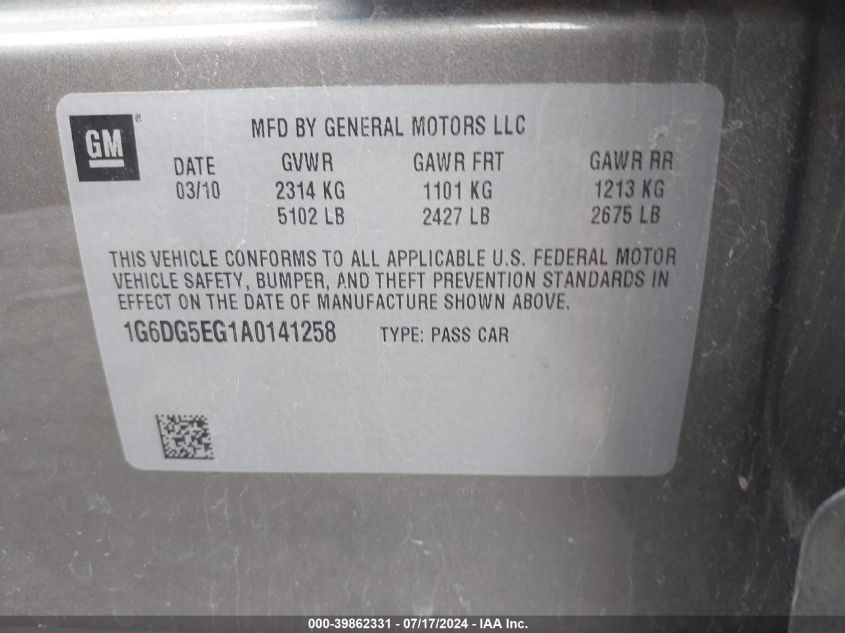 GM
®
MFD BY GENERAL MOTORS LLC
DATE GVWR GAWR FRT GAWR RR
03/10 2314 KG 1101 KG 1213 KG
5102 LB 2427 LB 2675 LB
THIS VEHICLE CONFORMS TO ALL APPLICABLE U.S. FEDERAL MOTOR
VEHICLE SAFETY, BUMPER, AND THEFT PREVENTION STANDARDS IN
EFFECT ON THE DATE OF MANUFACTURE SHOWN ABOVE.
1G6DG5EG1A0141258 TYPE: PASS CAR
000-39862331 - 07/17/2024 - IAA Inc.